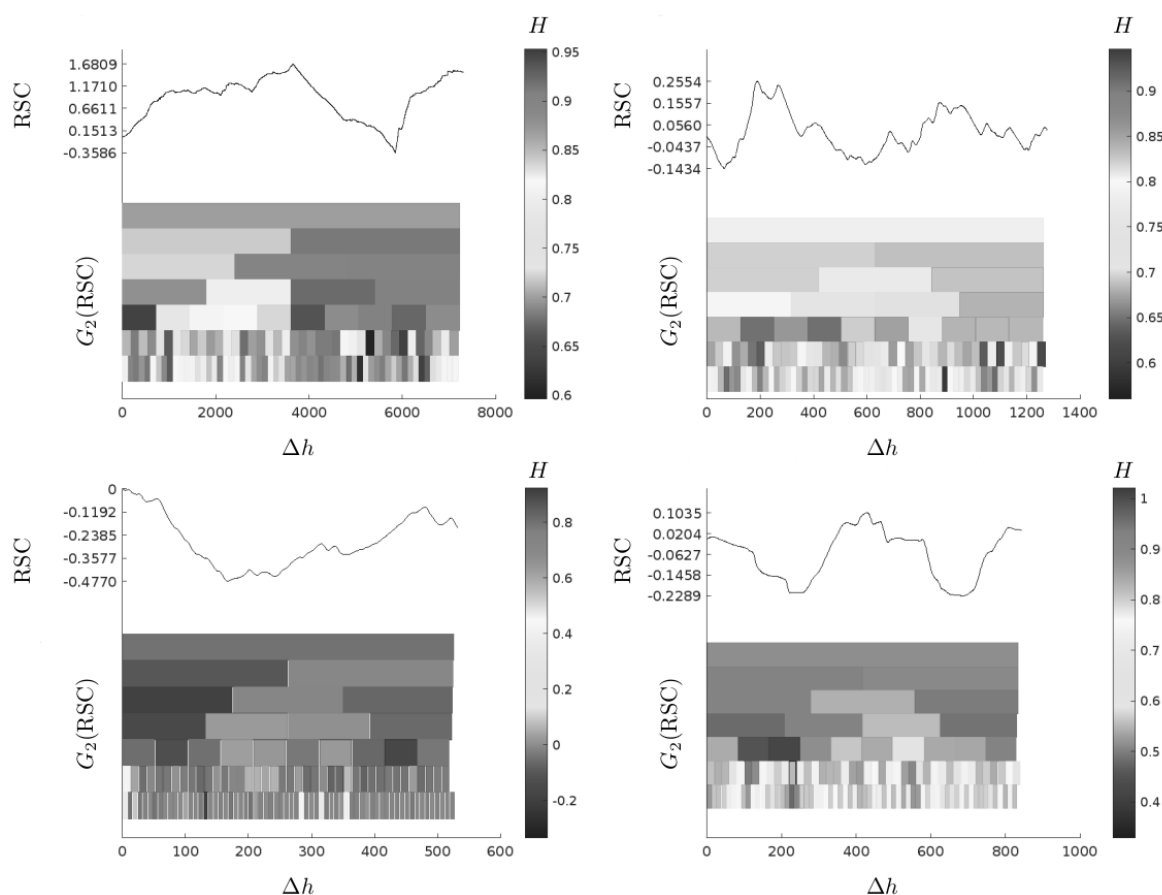 H
1.6809
1.1710
0.6611
0.1513
-0.3586
RSC
G₂(RSC)
0.95
0.9
0.85
0.8
0.75
0.7
0.65
0.6
0 2000 4000 6000 8000
Δh
H
0.2554
0.1557
0.0560
-0.0437
-0.1434
RSC
G₂(RSC)
0.9
0.85
0.8
0.75
0.7
0.65
0.6
0 200 400 600 800 1000 1200 1400
Δh
H
0
-0.1192
-0.2385
-0.3577
-0.4770
RSC
G₂(RSC)
0.8
0.6
0.4
0.2
0
-0.2
0 100 200 300 400 500 600
Δh
H
0.1035
0.0204
-0.0627
-0.1458
-0.2289
RSC
G₂(RSC)
1
0.9
0.8
0.7
0.6
0.5
0.4
0 200 400 600 800 1000
Δh